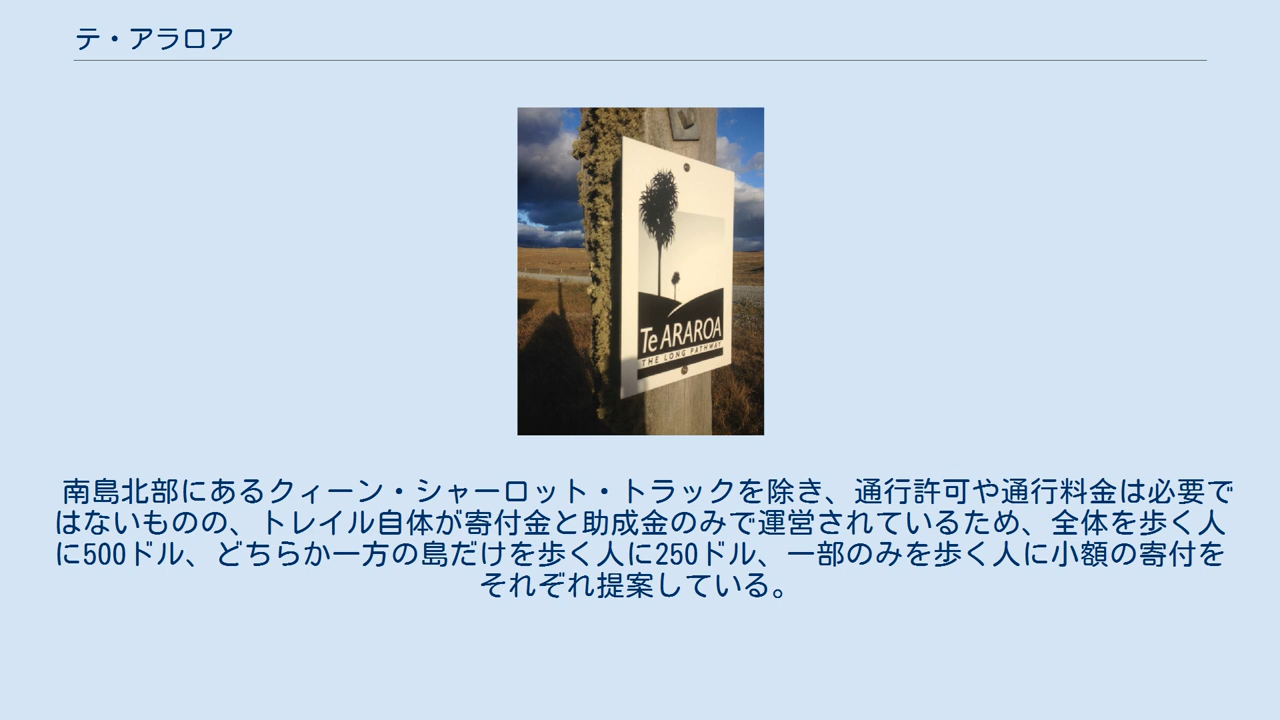 テ・アラロア
Te ARAROA
THE LONG PATHWAY
南島北部にあるクィーン・シャーロット・トラックを除き、通行許可や通行料金は必要で
はないものの、トレイル自体が寄付金と助成金のみで運営されているため、全体を歩く人
に500ドル、どちらか一方の島だけを歩く人に250ドル、一部のみを歩く人に小額の寄付を
それぞれ提案している。